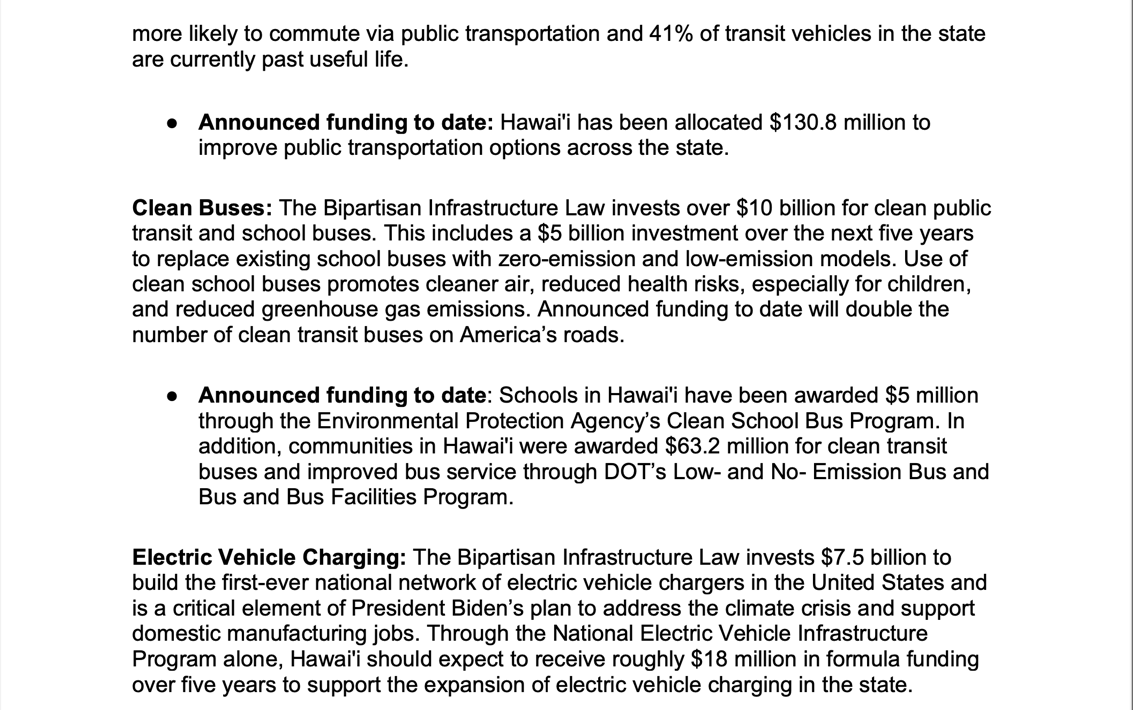 more likely to commute via public transportation and 41% of transit vehicles in the state
are currently past useful life.
● Announced funding to date: Hawai'i has been allocated $130.8 million to
improve public transportation options across the state.
Clean Buses: The Bipartisan Infrastructure Law invests over $10 billion for clean public
transit and school buses. This includes a $5 billion investment over the next five years
to replace existing school buses with zero-emission and low-emission models. Use of
clean school buses promotes cleaner air, reduced health risks, especially for children,
and reduced greenhouse gas emissions. Announced funding to date will double the
number of clean transit buses on America’s roads.
● Announced funding to date: Schools in Hawai'i have been awarded $5 million
through the Environmental Protection Agency’s Clean School Bus Program. In
addition, communities in Hawai'i were awarded $63.2 million for clean transit
buses and improved bus service through DOT’s Low- and No- Emission Bus and
Bus and Bus Facilities Program.
Electric Vehicle Charging: The Bipartisan Infrastructure Law invests $7.5 billion to
build the first-ever national network of electric vehicle chargers in the United States and
is a critical element of President Biden’s plan to address the climate crisis and support
domestic manufacturing jobs. Through the National Electric Vehicle Infrastructure
Program alone, Hawai'i should expect to receive roughly $18 million in formula funding
over five years to support the expansion of electric vehicle charging in the state.